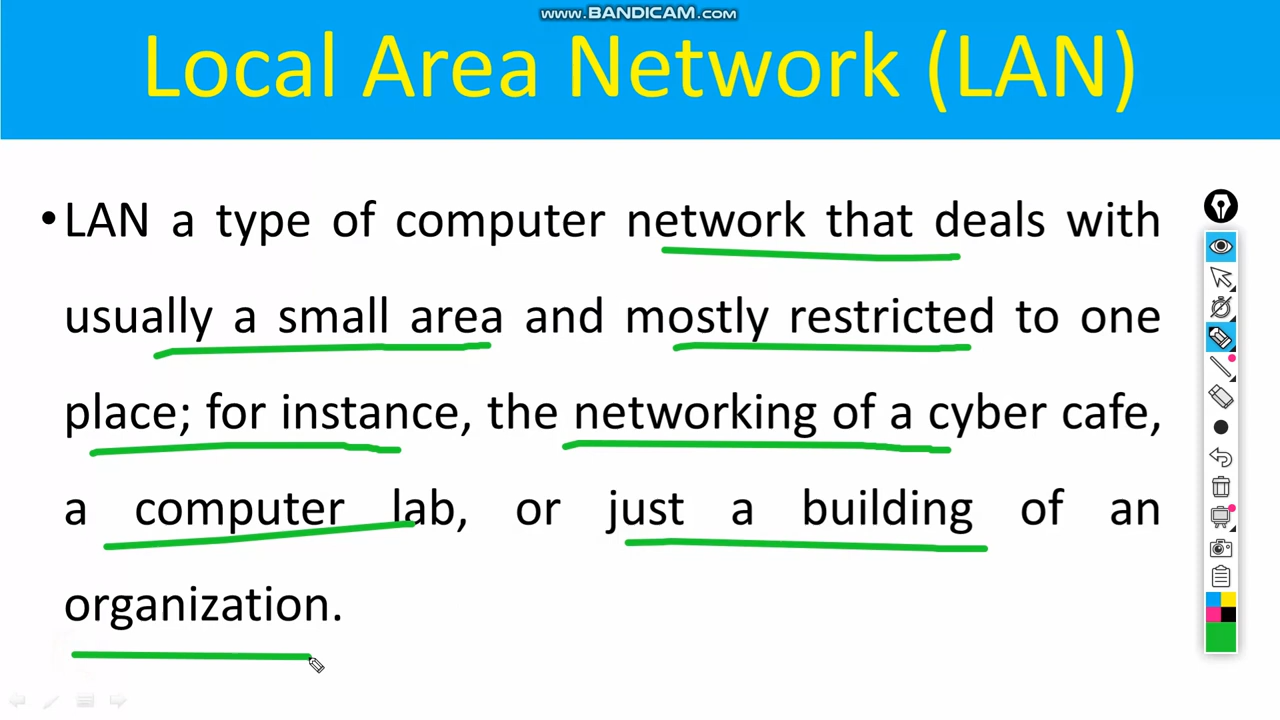 www.BANDICAM.com
Local Area Network (LAN)
•LAN a type of computer network that deals with
usually a small area and mostly restricted to one
place; for instance, the networking of a cyber cafe,
a computer lab, or just a building of an
organization.